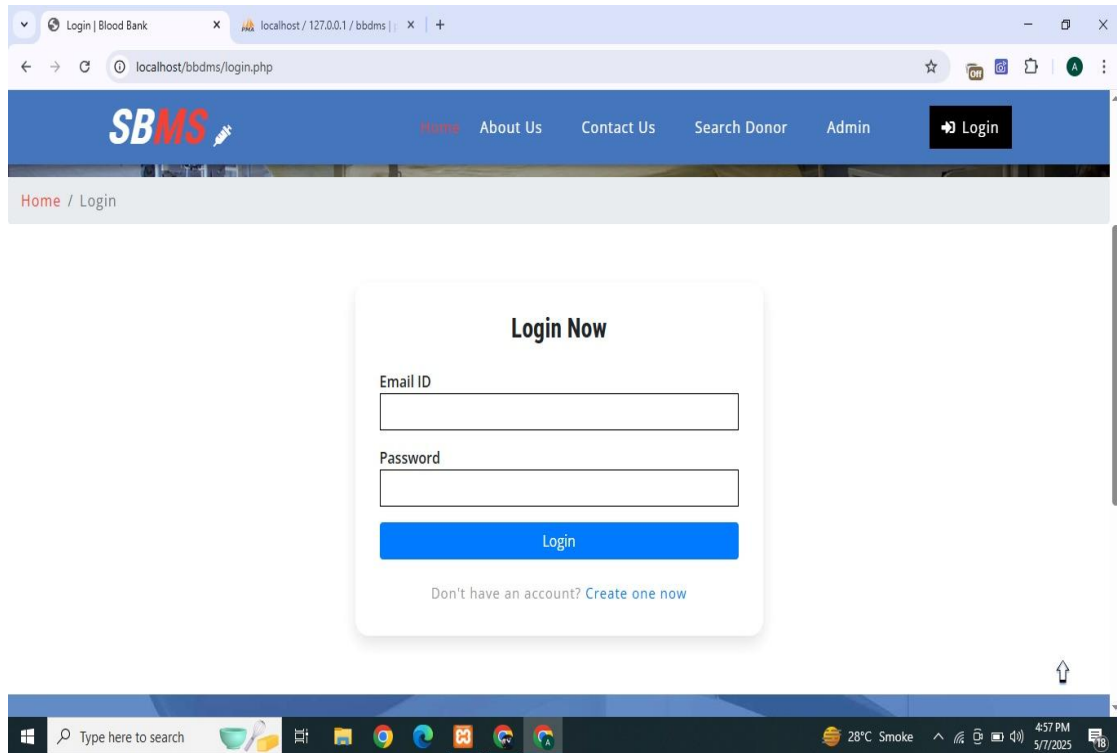 Login | Blood Bank
localhost / 127.0.0.1 / bbdms |
localhost/bbdms/login.php
Off
A
SBMS
Home About Us Contact Us Search Donor Admin Login
Home / Login
Login Now
Email ID
Password
Login
Don't have an account? Create one now
Type here to search
28°C Smoke
4:57 PM
5/7/2025
18